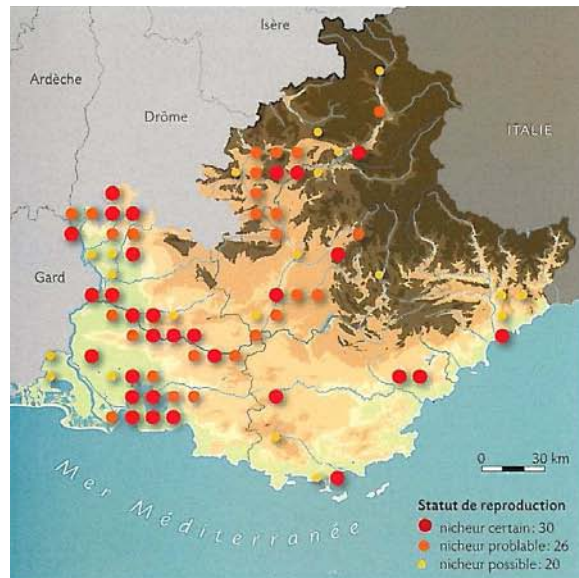 Isère
Ardèche
Drôme
ITALIE
Gard
0 30 km
Mer Méditerranée
Statut de reproduction
nicheur certain: 30
nicheur problable: 26
nicheur possible: 20